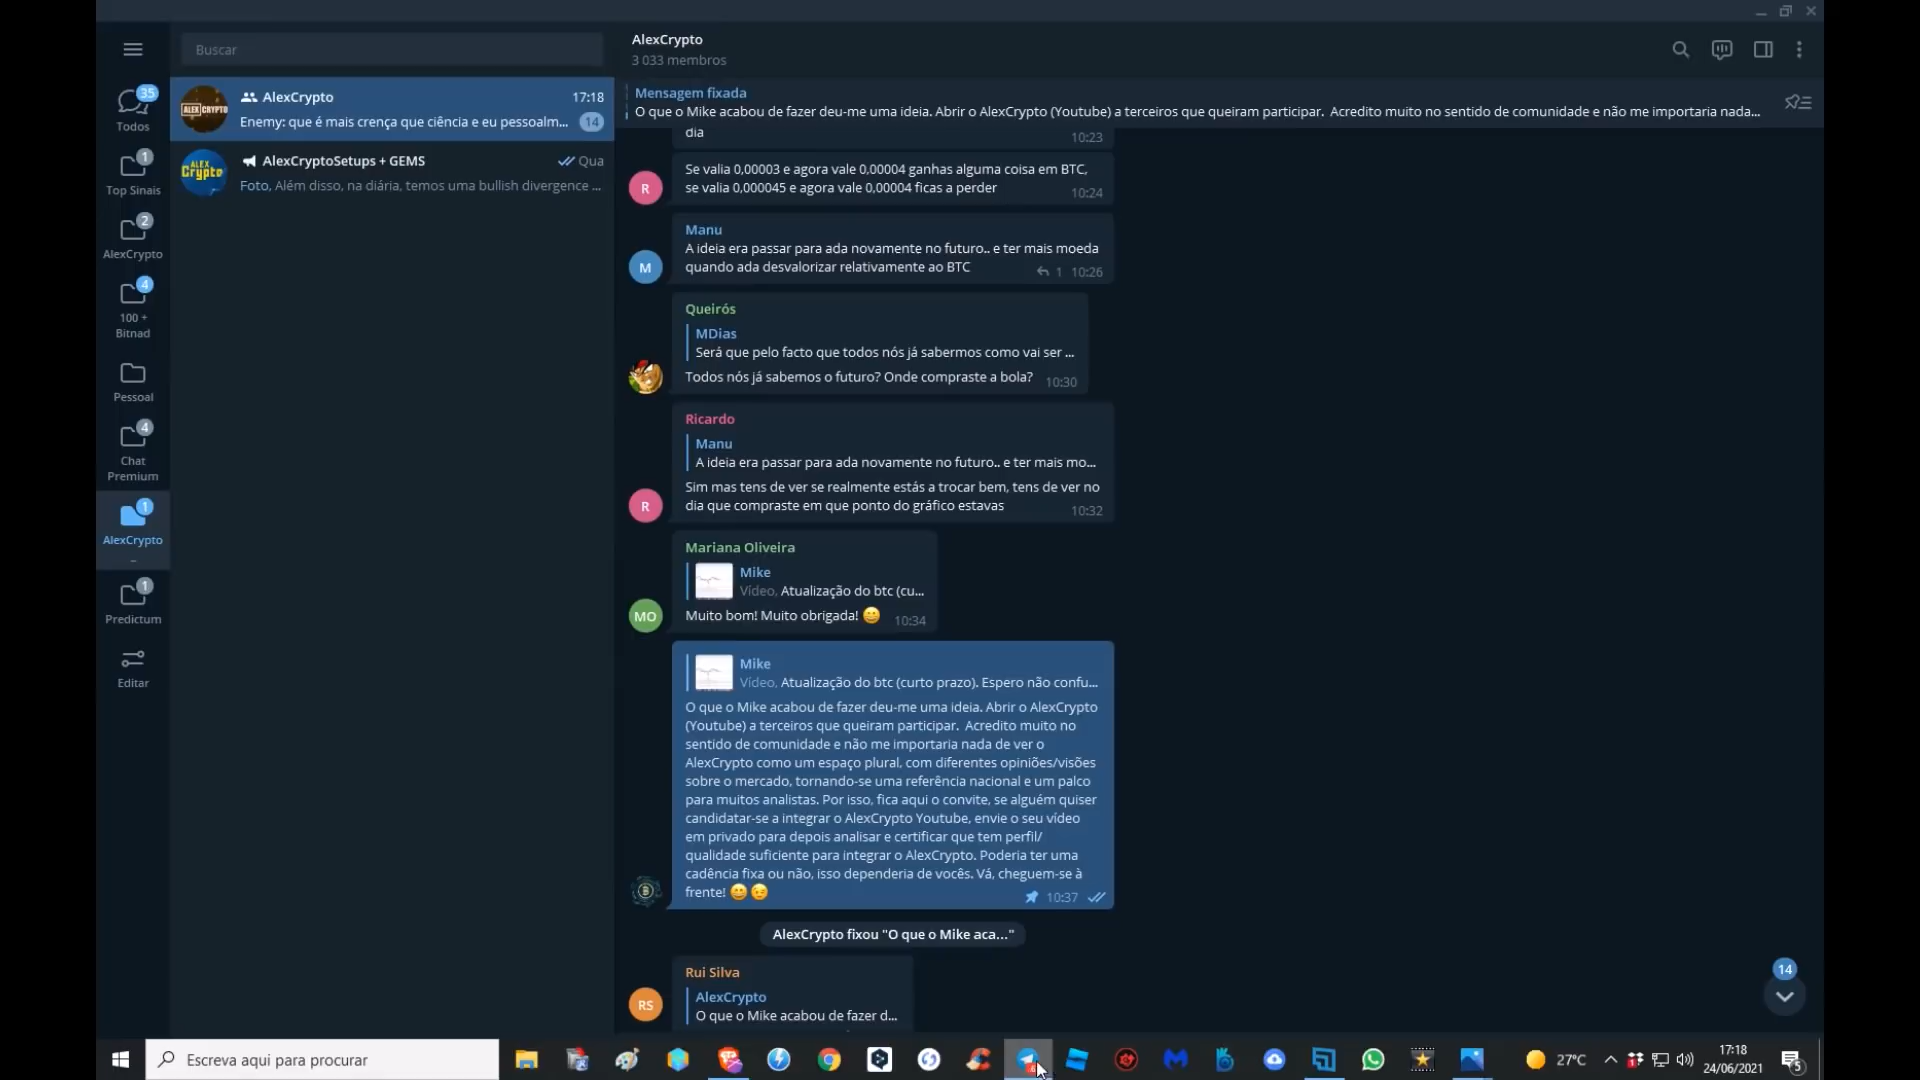 Buscar
35
Todos
1
Top Sinais
2
AlexCrypto
4
100 +
Bitnad
Pessoal
4
Chat
Premium
1
AlexCrypto
_
1
Predictum
Editar
ALEX CRYPTO
AlexCrypto
17:18
Enemy: que é mais crença que ciência e eu pessoalm...
14
ALEX
Crypto
AlexCryptoSetups + GEMS
Qua
Foto, Além disso, na diária, temos uma bullish divergence ...
AlexCrypto
3 033 membros
Mensagem fixada
O que o Mike acabou de fazer deu-me uma ideia. Abrir o AlexCrypto (Youtube) a terceiros que queiram participar. Acredito muito no sentido de comunidade e não me importaria nada...
dia
10:23
Se valia 0,00003 e agora vale 0,00004 ganhas alguma coisa em BTC,
se valia 0,000045 e agora vale 0,00004 ficas a perder
10:24
R
Manu
A ideia era passar para ada novamente no futuro.. e ter mais moeda
quando ada desvalorizar relativamente ao BTC
1 10:26
M
Queirós
MDias
Será que pelo facto que todos nós já sabermos como vai ser ...
Todos nós já sabemos o futuro? Onde compraste a bola?
10:30
Ricardo
Manu
A ideia era passar para ada novamente no futuro.. e ter mais mo...
Sim mas tens de ver se realmente estás a trocar bem, tens de ver no
dia que compraste em que ponto do gráfico estavas
10:32
R
Mariana Oliveira
Mike
Vídeo, Atualização do btc (cu...
Muito bom! Muito obrigada! 😄
10:34
MO
Mike
Vídeo, Atualização do btc (curto prazo). Espero não confu...
O que o Mike acabou de fazer deu-me uma ideia. Abrir o AlexCrypto
(Youtube) a terceiros que queiram participar. Acredito muito no
sentido de comunidade e não me importaria nada de ver o
AlexCrypto como um espaço plural, com diferentes opiniões/visões
sobre o mercado, tornando-se uma referência nacional e um palco
para muitos analistas. Por isso, fica aqui o convite, se alguém quiser
candidatar-se a integrar o AlexCrypto Youtube, envie o seu vídeo
em privado para depois analisar e certificar que tem perfil/
qualidade suficiente para integrar o AlexCrypto. Poderia ter uma
cadência fixa ou não, isso dependeria de vocês. Vá, cheguem-se à
frente! 😄😉
10:37
AlexCrypto fixou "O que o Mike aca..."
Rui Silva
AlexCrypto
O que o Mike acabou de fazer d...
RS
14
Escreva aqui para procurar
27°C
17:18
24/06/2021
5